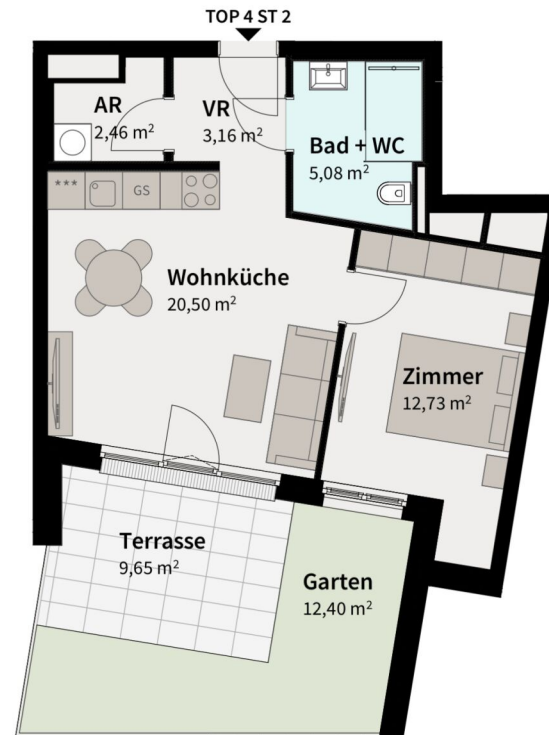 TOP 4 ST 2
AR
2,46 m²
VR
3,16 m²
Bad + WC
5,08 m²
***
GS
Wohnküche
20,50 m²
Zimmer
12,73 m²
Terrasse
9,65 m²
Garten
12,40 m²